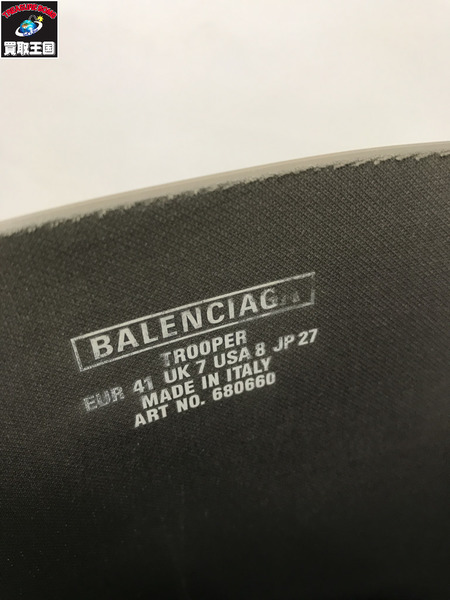 買取王国
BALENCIAGA
TROOPER
EUR 41 UK 7 USA 8 JP 27
MADE IN ITALY
ART NO. 680660